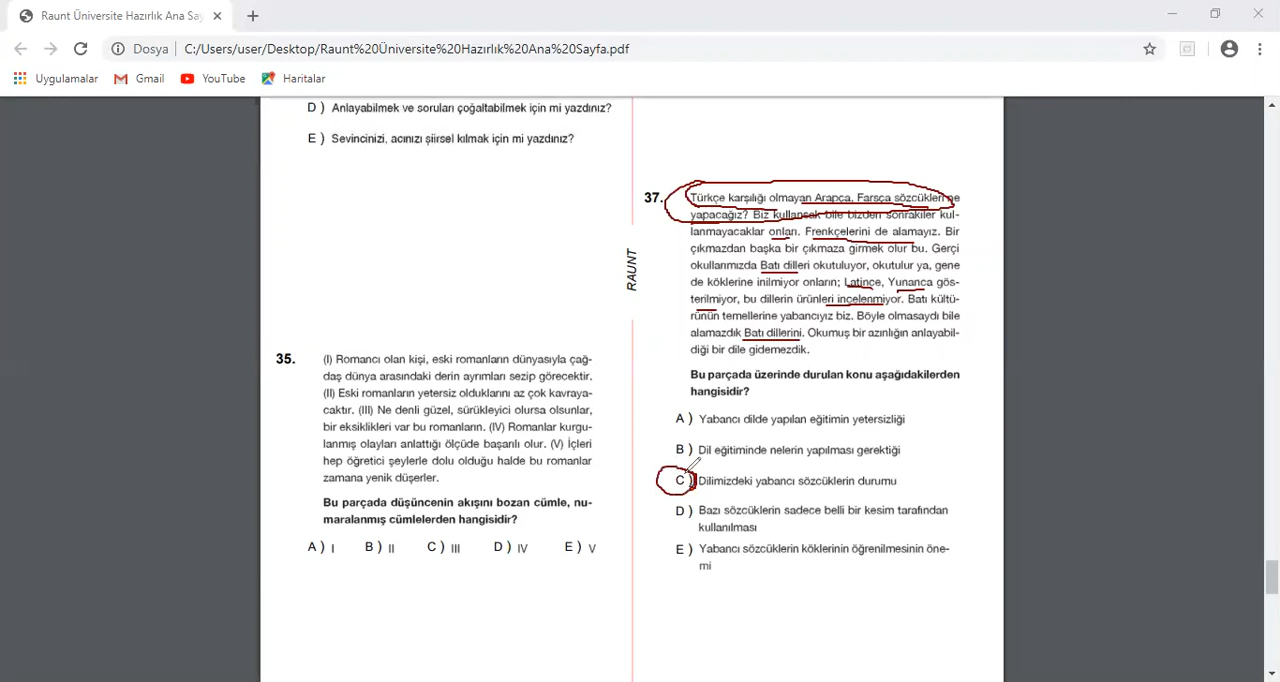 Raunt Üniversite Hazırlık Ana Say
Dosya C:/Users/user/Desktop/Raunt%20Üniversite%20Hazırlık%20Ana%20Sayfa.pdf
Uygulamalar Gmail YouTube Haritalar
D ) Anlayabilmek ve soruları çoğaltabilmek için mi yazdınız?
E ) Sevincinizi, acınızı şiirsel kılmak için mi yazdınız?
RAUNT
35. (I) Romancı olan kişi, eski romanların dünyasıyla çağ-
daş dünya arasındaki derin ayrımları sezip görecektir.
(II) Eski romanların yetersiz olduklarını az çok kavraya-
caktır. (III) Ne denli güzel, sürükleyici olursa olsunlar,
bir eksiklikleri var bu romanların. (IV) Romanlar kurgu-
lanmış olayları anlattığı ölçüde başarılı olur. (V) İçleri
hep öğretici şeylerle dolu olduğu halde bu romanlar
zamana yenik düşerler.
Bu parçada düşüncenin akışını bozan cümle, nu-
maralanmış cümlelerden hangisidir?
A ) I B ) II C ) III D ) IV E ) V
37. Türkçe karşılığı olmayan Arapça, Farsça sözcükleri ne
yapacağız? Biz kullansak bile bizden sonrakiler kul-
lanmayacaklar onları. Frenkçelerini de alamayız. Bir
çıkmazdan başka bir çıkmaza girmek olur bu. Gerçi
okullarımızda Batı dilleri okutuluyor, okutulur ya, gene
de köklerine inilmiyor onların; Latince, Yunanca gös-
terilmiyor, bu dillerin ürünleri incelenmiyor. Batı kültü-
rünün temellerine yabancıyız biz. Böyle olmasaydı bile
alamazdık Batı dillerini. Okumuş bir azınlığın anlayabil-
diği bir dile gidemezdik.
Bu parçada üzerinde durulan konu aşağıdakilerden
hangisidir?
A ) Yabancı dilde yapılan eğitimin yetersizliği
B ) Dil eğitiminde nelerin yapılması gerektiği
C ) Dilimizdeki yabancı sözcüklerin durumu
D ) Bazı sözcüklerin sadece belli bir kesim tarafından
kullanılması
E ) Yabancı sözcüklerin köklerinin öğrenilmesinin öne-
mi